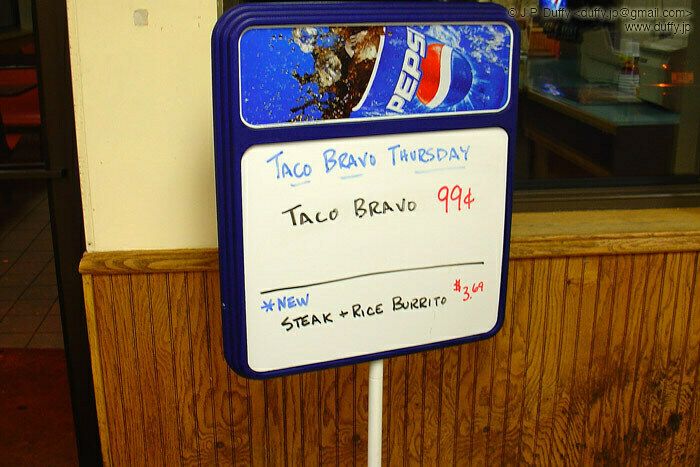 © J P Duffy <duffy.jp@gmail.com>
www.duffy.jp
PEPSI
TACO BRAVO THURSDAY
TACO BRAVO 99¢
*NEW
STEAK + RICE BURRITO $3.69